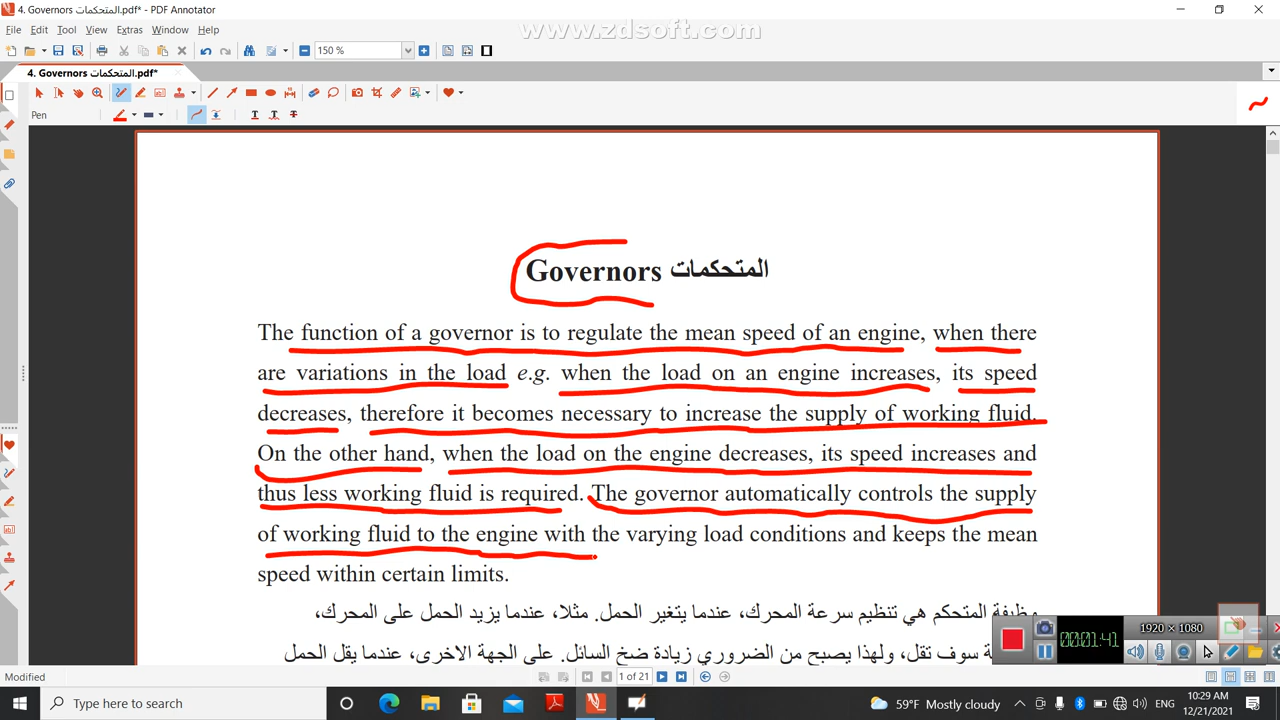 4. Governors المتحكمات.pdf* - PDF Annotator
www.zdsoft.com
File Edit Tool View Extras Window Help
150 %
4. Governors المتحكمات.pdf*
Pen
Governors المتحكمات
The function of a governor is to regulate the mean speed of an engine, when there
are variations in the load e.g. when the load on an engine increases, its speed
decreases, therefore it becomes necessary to increase the supply of working fluid.
On the other hand, when the load on the engine decreases, its speed increases and
thus less working fluid is required. The governor automatically controls the supply
of working fluid to the engine with the varying load conditions and keeps the mean
speed within certain limits.
وظيفة المتحكم هي تنظيم سرعة المحرك، عندما يتغير الحمل. مثلا، عندما يزيد الحمل على المحرك،
سوف تقل، ولهذا يصبح من الضروري زيادة ضخ السائل. على الجهة الاخرى، عندما يقل الحمل
1920 × 1080
00:01:41
Modified
1 of 21
Type here to search
59°F Mostly cloudy
ENG
10:29 AM
12/21/2021